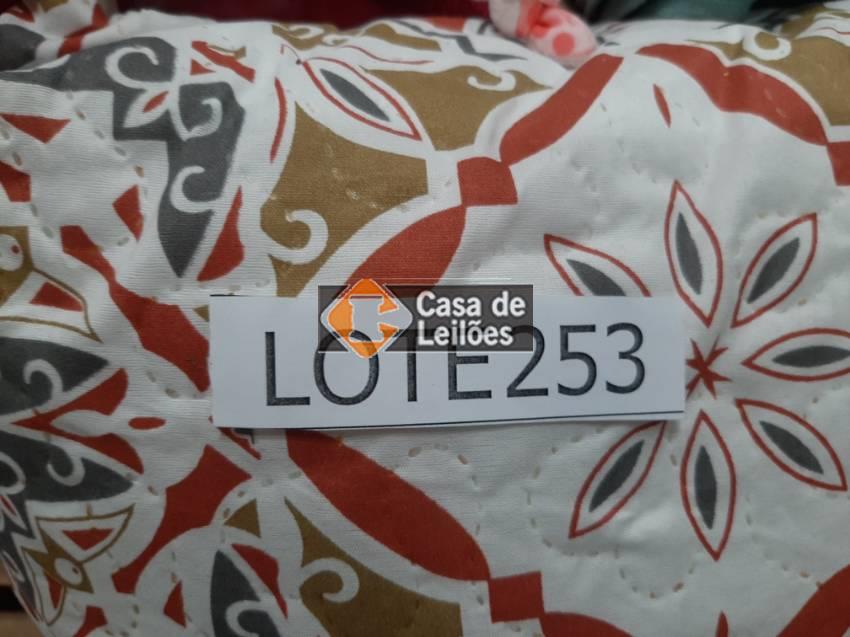 Casa de
Leilões
LOTE253